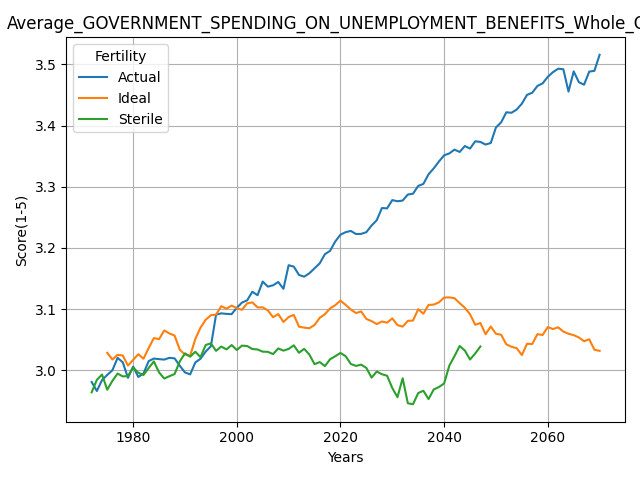 Average_GOVERNMENT_SPENDING_ON_UNEMPLOYMENT_BENEFITS_Whole_
Fertility
Actual
Ideal
Sterile
Score(1-5)
3.5
3.4
3.3
3.2
3.1
3.0
1980 2000 2020 2040 2060
Years